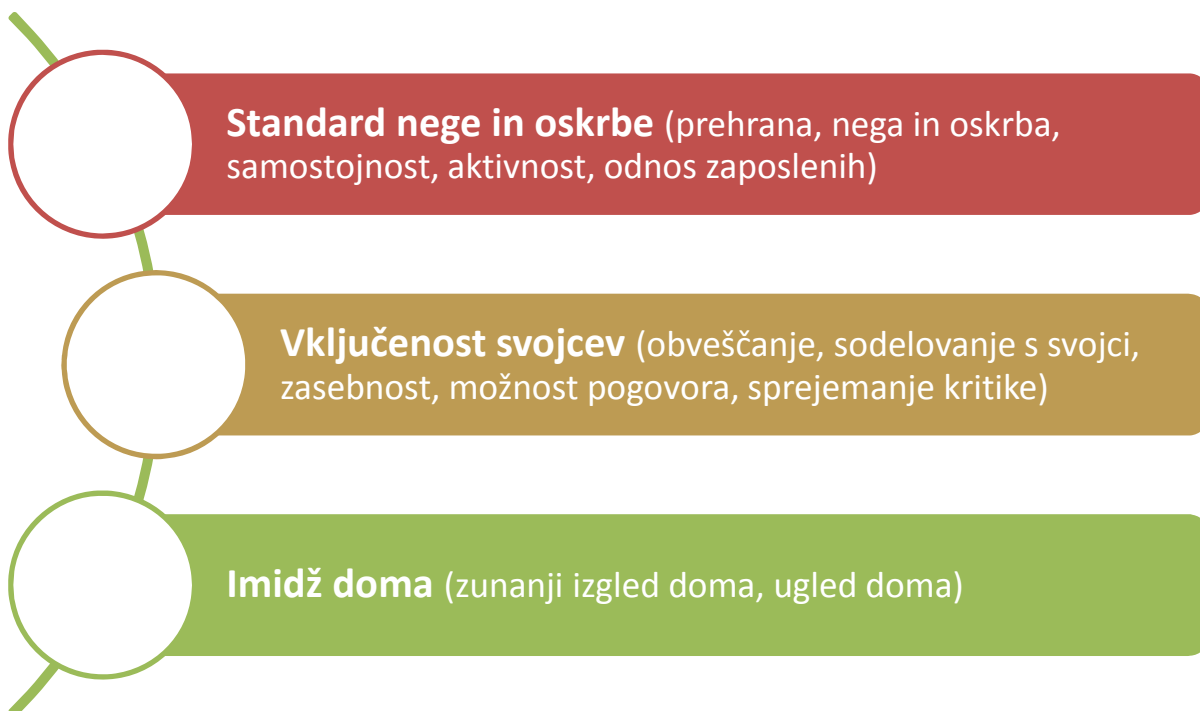 Standard nege in oskrbe (prehrana, nega in oskrba,
samostojnost, aktivnost, odnos zaposlenih)
Vključenost svojcev (obveščanje, sodelovanje s svojci,
zasebnost, možnost pogovora, sprejemanje kritike)
Imidž doma (zunanji izgled doma, ugled doma)